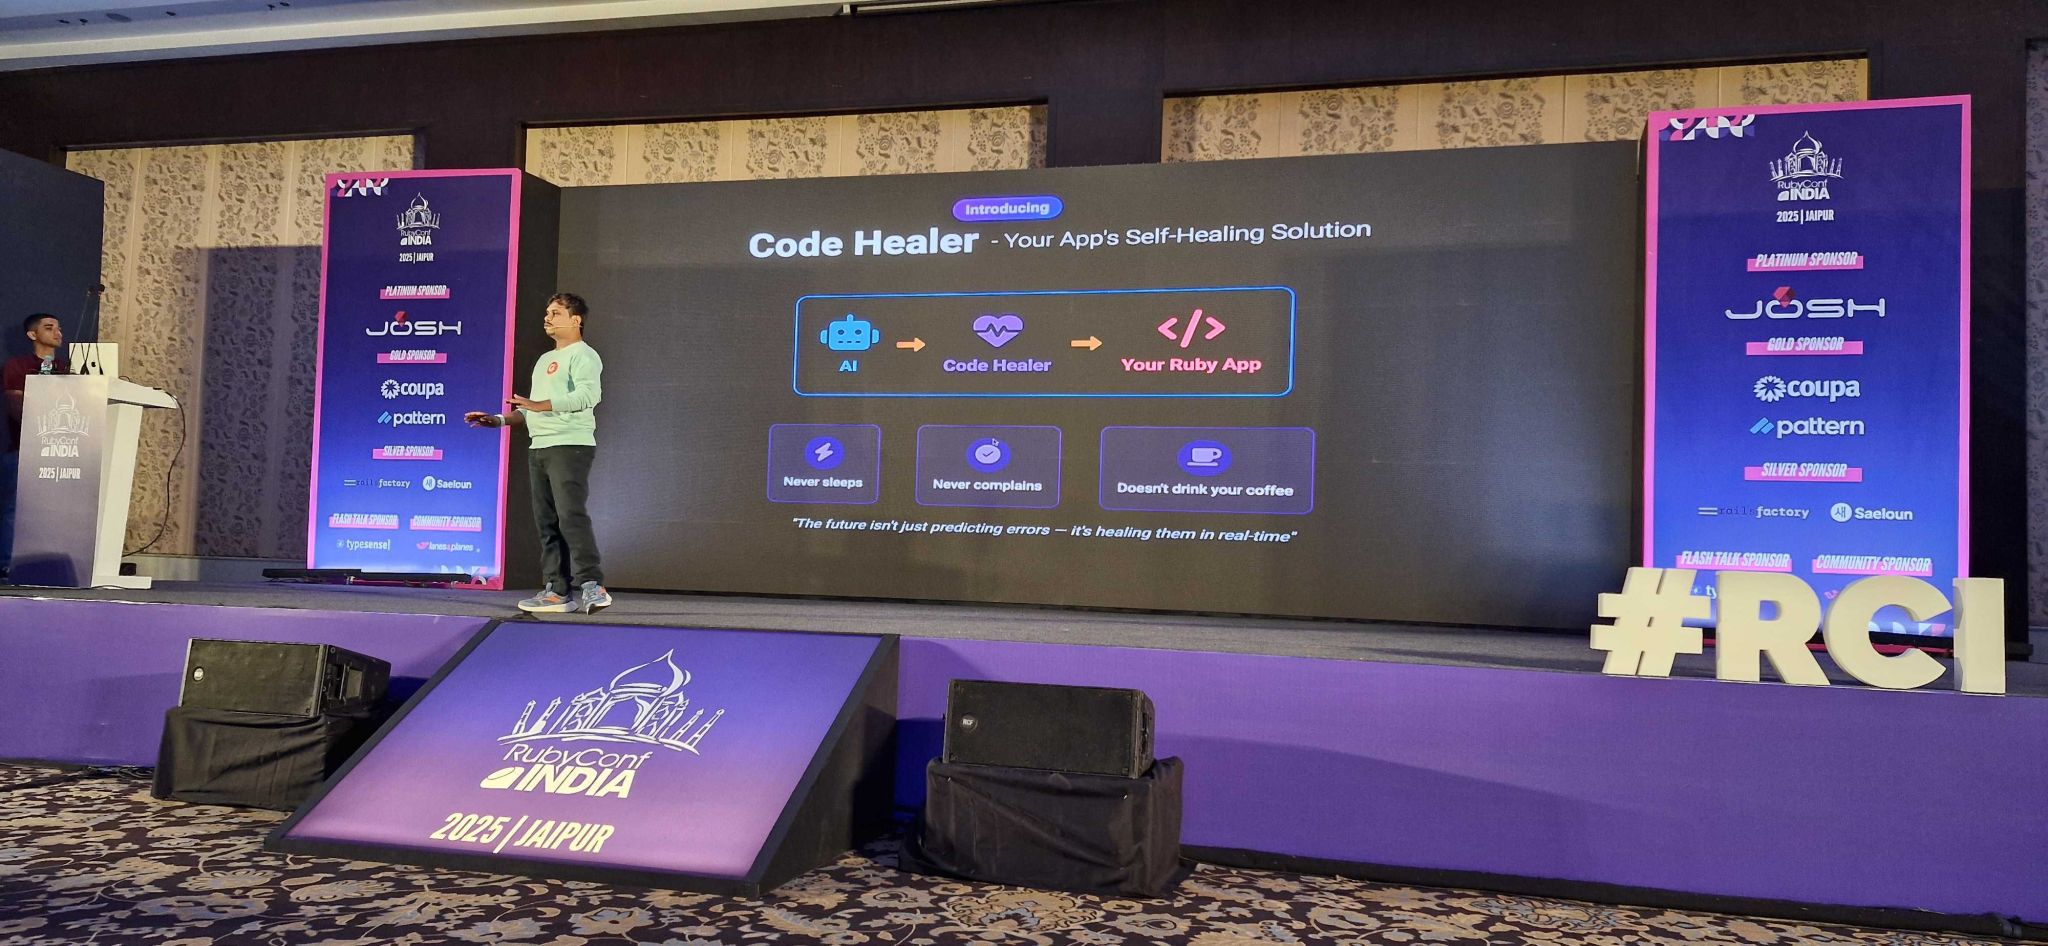 Introducing
Code Healer - Your App's Self-Healing Solution
AI
Code Healer
Your Ruby App
Never sleeps
Never complains
Doesn't drink your coffee
"The future isn't just predicting errors — it's healing them in real-time"
RubyConf
INDIA
2025 | JAIPUR
PLATINUM SPONSOR
JOSH
GOLD SPONSOR
coupa
pattern
SILVER SPONSOR
railsfactory
새 Saeloun
FLASH TALK SPONSOR
COMMUNITY SPONSOR
typesense|
lanes&planes
RubyConf
INDIA
2025 | JAIPUR
PLATINUM SPONSOR
JOSH
GOLD SPONSOR
coupa
pattern
SILVER SPONSOR
railsfactory
새 Saeloun
FLASH TALK SPONSOR
COMMUNITY SPONSOR
ty
#RCI
RubyConf
INDIA
2025 | JAIPUR
RubyConf
INDIA
2025 | JAIPUR
RCF